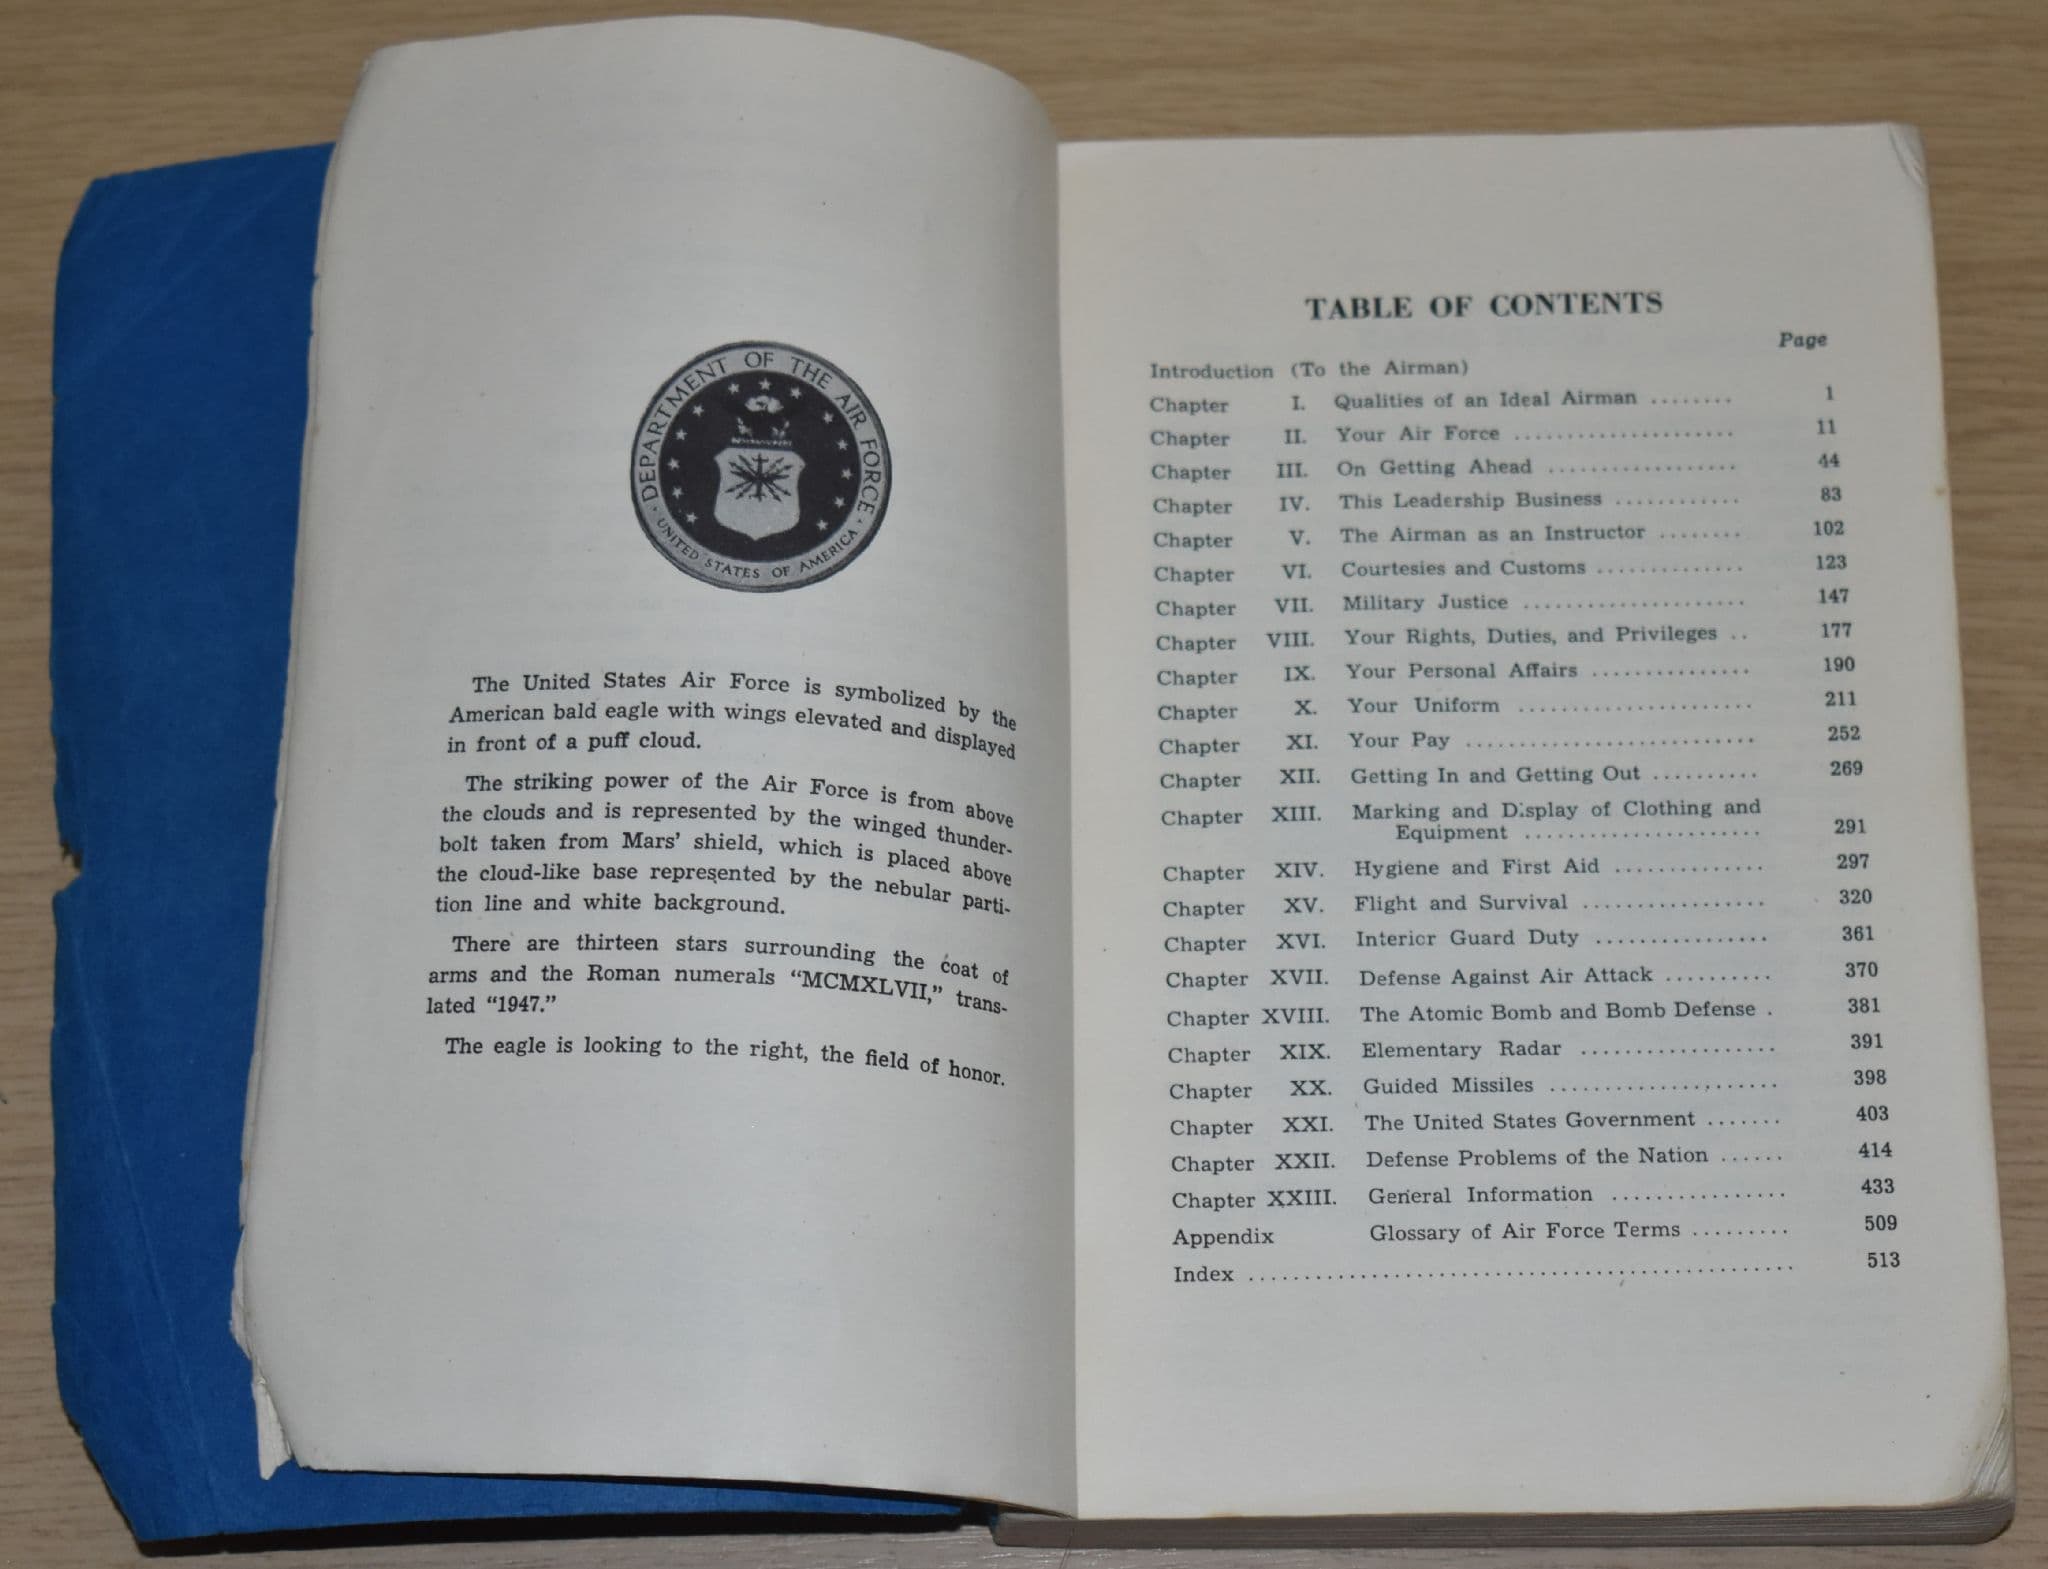 DEPARTMENT OF THE AIR FORCE
· UNITED STATES OF AMERICA ·
The United States Air Force is symbolized by the
American bald eagle with wings elevated and displayed
in front of a puff cloud.
The striking power of the Air Force is from above
the clouds and is represented by the winged thunder-
bolt taken from Mars’ shield, which is placed above
the cloud-like base represented by the nebular parti-
tion line and white background.
There are thirteen stars surrounding the coat of
arms and the Roman numerals “MCMXLVII,” trans-
lated “1947.”
The eagle is looking to the right, the field of honor.
TABLE OF CONTENTS
Page
Introduction (To the Airman)
Chapter I. Qualities of an Ideal Airman ........ 1
Chapter II. Your Air Force ...................... 11
Chapter III. On Getting Ahead ................... 44
Chapter IV. This Leadership Business ............ 83
Chapter V. The Airman as an Instructor ........ 102
Chapter VI. Courtesies and Customs .............. 123
Chapter VII. Military Justice ...................... 147
Chapter VIII. Your Rights, Duties, and Privileges .. 177
Chapter IX. Your Personal Affairs ............... 190
Chapter X. Your Uniform ....................... 211
Chapter XI. Your Pay ........................... 252
Chapter XII. Getting In and Getting Out .......... 269
Chapter XIII. Marking and Display of Clothing and
Equipment ....................... 291
Chapter XIV. Hygiene and First Aid .............. 297
Chapter XV. Flight and Survival ................. 320
Chapter XVI. Interior Guard Duty ................ 361
Chapter XVII. Defense Against Air Attack .......... 370
Chapter XVIII. The Atomic Bomb and Bomb Defense . 381
Chapter XIX. Elementary Radar .................. 391
Chapter XX. Guided Missiles ...................... 398
Chapter XXI. The United States Government ....... 403
Chapter XXII. Defense Problems of the Nation ...... 414
Chapter XXIII. General Information ................. 433
Appendix Glossary of Air Force Terms ......... 509
Index .................................................. 513